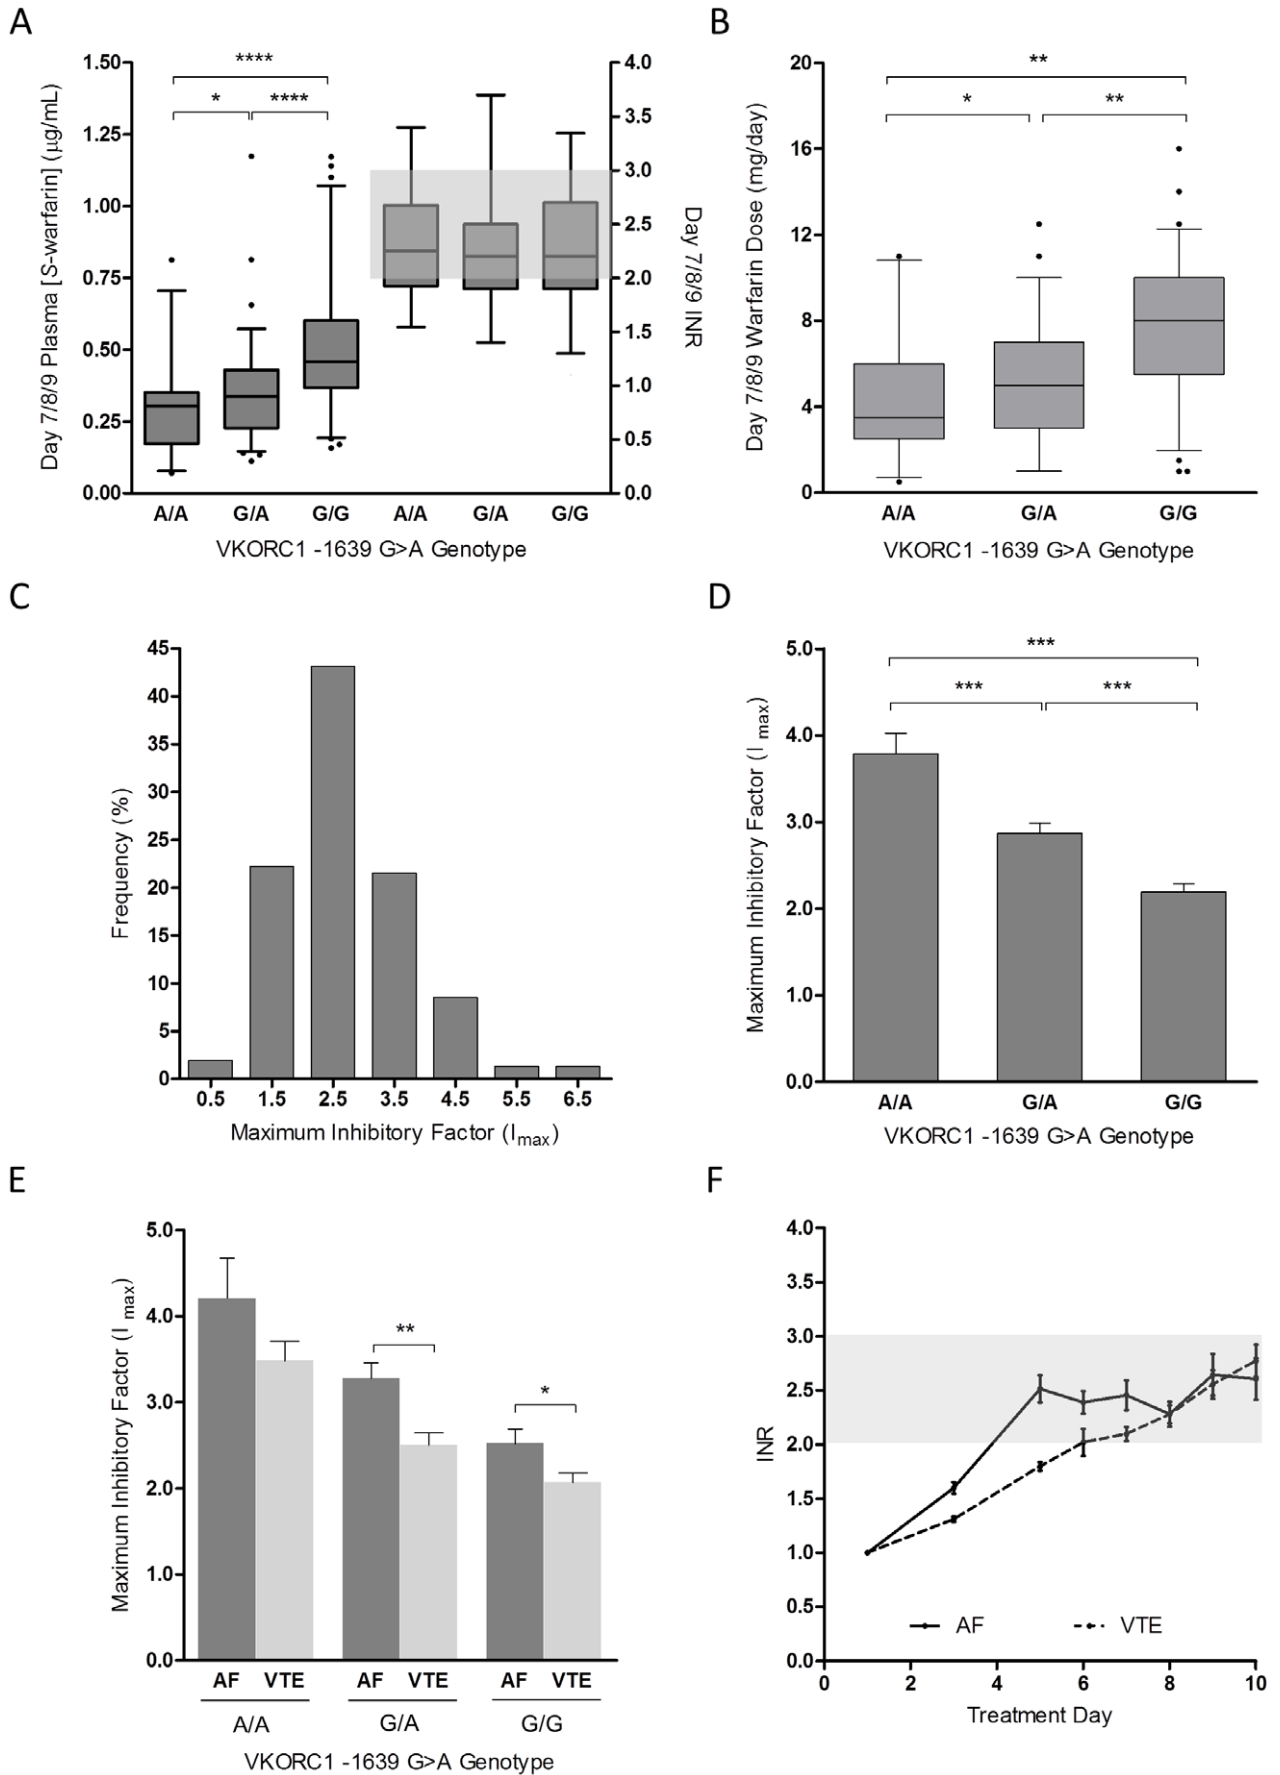 A
Day 7/8/9 Plasma [S-warfarin] (μg/mL)
1.50
1.25
1.00
0.75
0.50
0.25
0.00
****
*
****
4.0
3.5
3.0
2.5
2.0
1.5
1.0
0.5
0.0
Day 7/8/9 INR
A/A G/A G/G A/A G/A G/G
VKORC1 -1639 G>A Genotype
B
Day 7/8/9 Warfarin Dose (mg/day)
20
16
12
8
4
0
**
*
**
A/A G/A G/G
VKORC1 -1639 G>A Genotype
C
Frequency (%)
45
40
35
30
25
20
15
10
5
0
0.5 1.5 2.5 3.5 4.5 5.5 6.5
Maximum Inhibitory Factor (Imax)
D
Maximum Inhibitory Factor (Imax)
5.0
4.0
3.0
2.0
1.0
0.0
***
***
***
A/A G/A G/G
VKORC1 -1639 G>A Genotype
E
Maximum Inhibitory Factor (Imax)
5.0
4.0
3.0
2.0
1.0
0.0
**
*
AF VTE AF VTE AF VTE
A/A G/A G/G
VKORC1 -1639 G>A Genotype
F
INR
4.0
3.5
3.0
2.5
2.0
1.5
1.0
0.5
0.0
AF VTE
0 2 4 6 8 10
Treatment Day